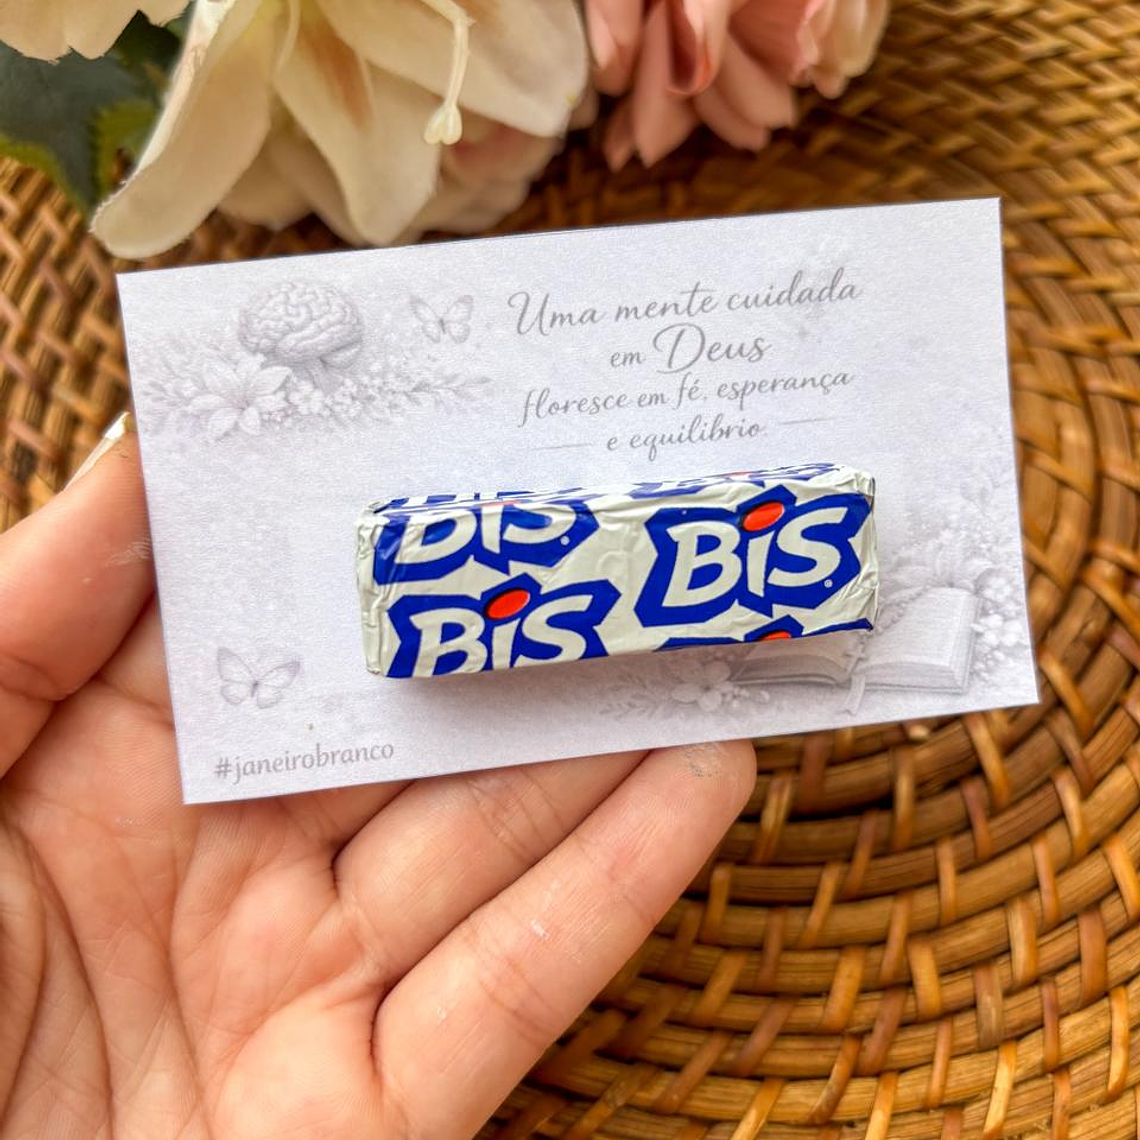 Uma mente cuidada
em Deus
floresce em fé, esperança
e equilíbrio.
BiS
BiS
BiS
#janeirobranco